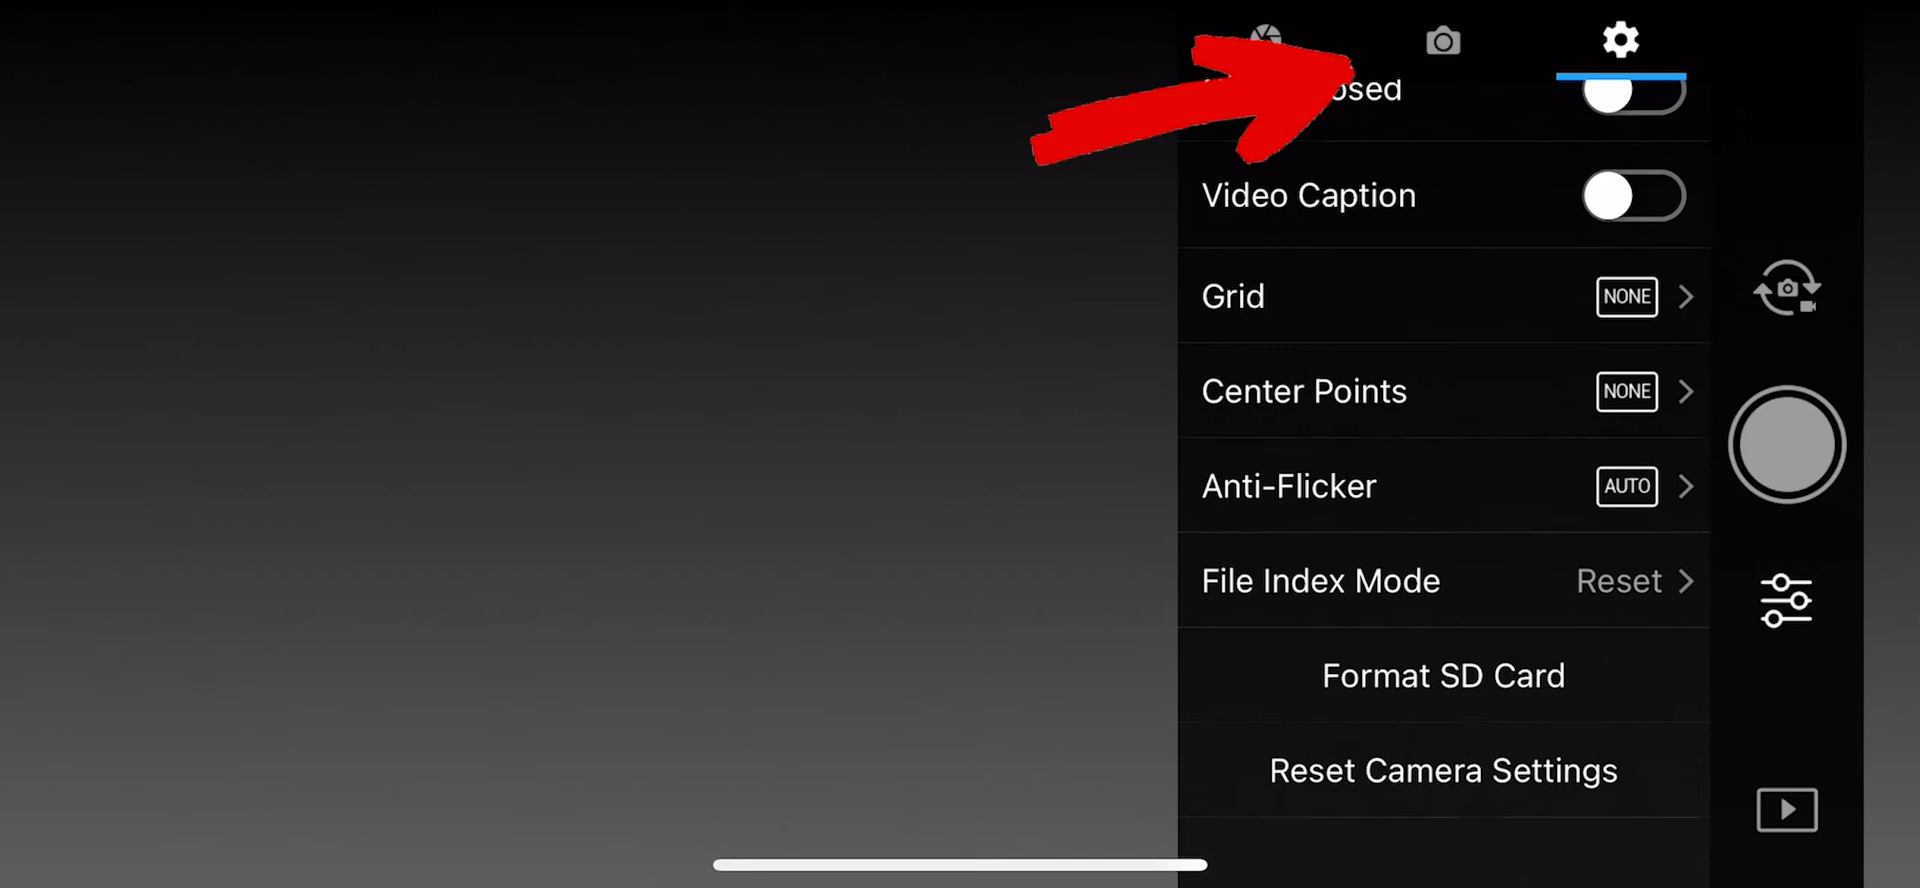 Video Caption
Grid NONE
Center Points NONE
Anti-Flicker AUTO
File Index Mode Reset
Format SD Card
Reset Camera Settings